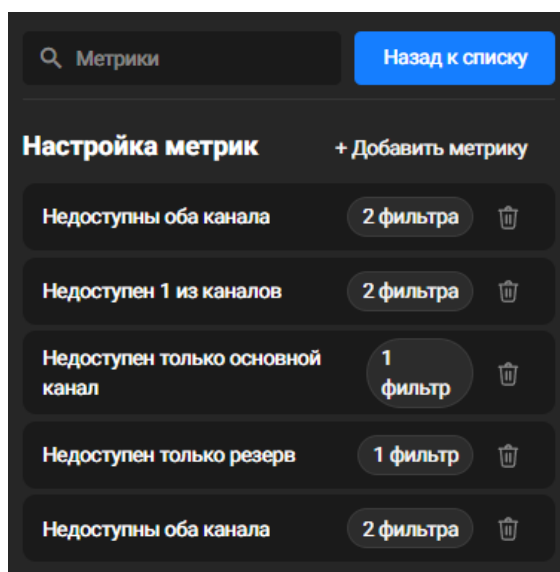 Метрики
Назад к списку
Настройка метрик
+ Добавить метрику
Недоступны оба канала
2 фильтра
Недоступен 1 из каналов
2 фильтра
Недоступен только основной
канал
1
фильтр
Недоступен только резерв
1 фильтр
Недоступны оба канала
2 фильтра